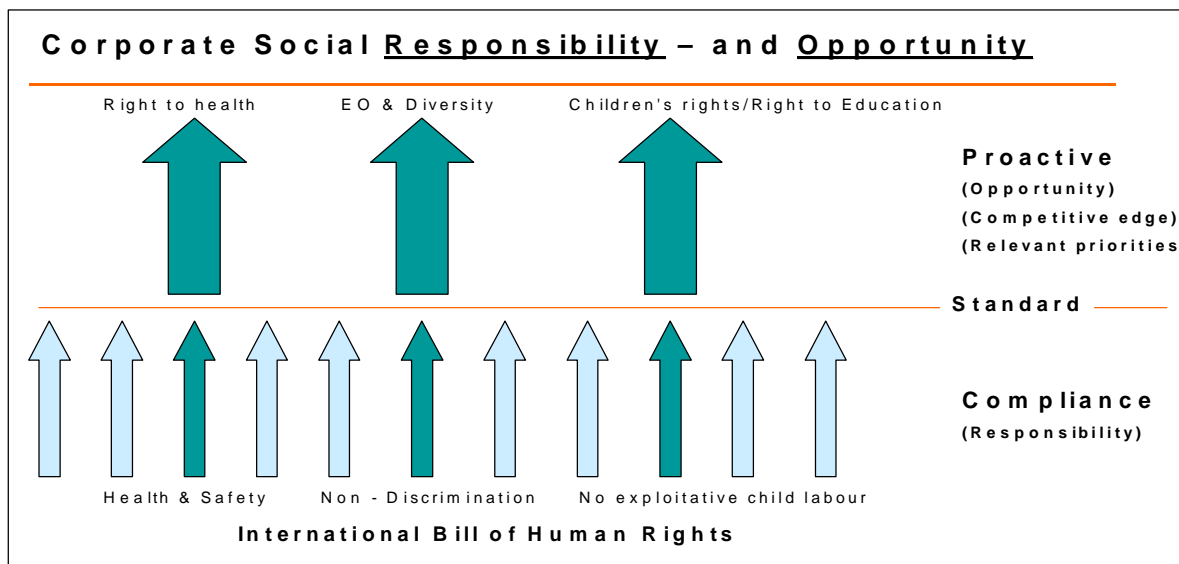 Corporate Social Responsibility – and Opportunity
Right to health
EO & Diversity
Children's rights/Right to Education
Proactive
(Opportunity)
(Competitive edge)
(Relevant priorities
Standard
Compliance
(Responsibility)
Health & Safety
Non - Discrimination
No exploitative child labour
International Bill of Human Rights